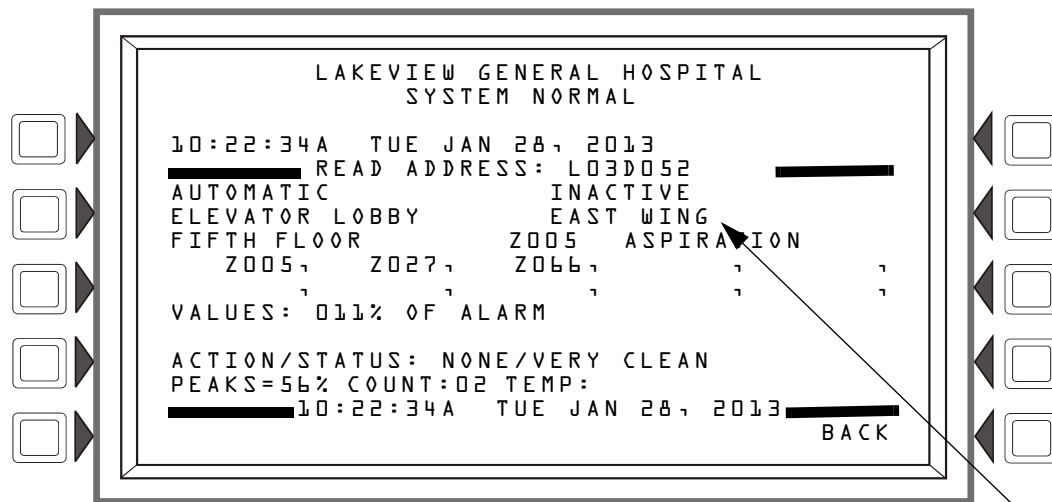 LAKEVIEW GENERAL HOSPITAL
SYSTEM NORMAL
10:22:34A TUE JAN 28, 2013
READ ADDRESS: L03D052
AUTOMATIC INACTIVE
ELEVATOR LOBBY EAST WING
FIFTH FLOOR Z005 ASPIRATION
Z005, Z027, Z066, , ,
, , , , ,
VALUES: 011% OF ALARM
ACTION/STATUS: NONE/VERY CLEAN
PEAKS=56% COUNT:02 TEMP:
10:22:34A TUE JAN 28, 2013
BACK